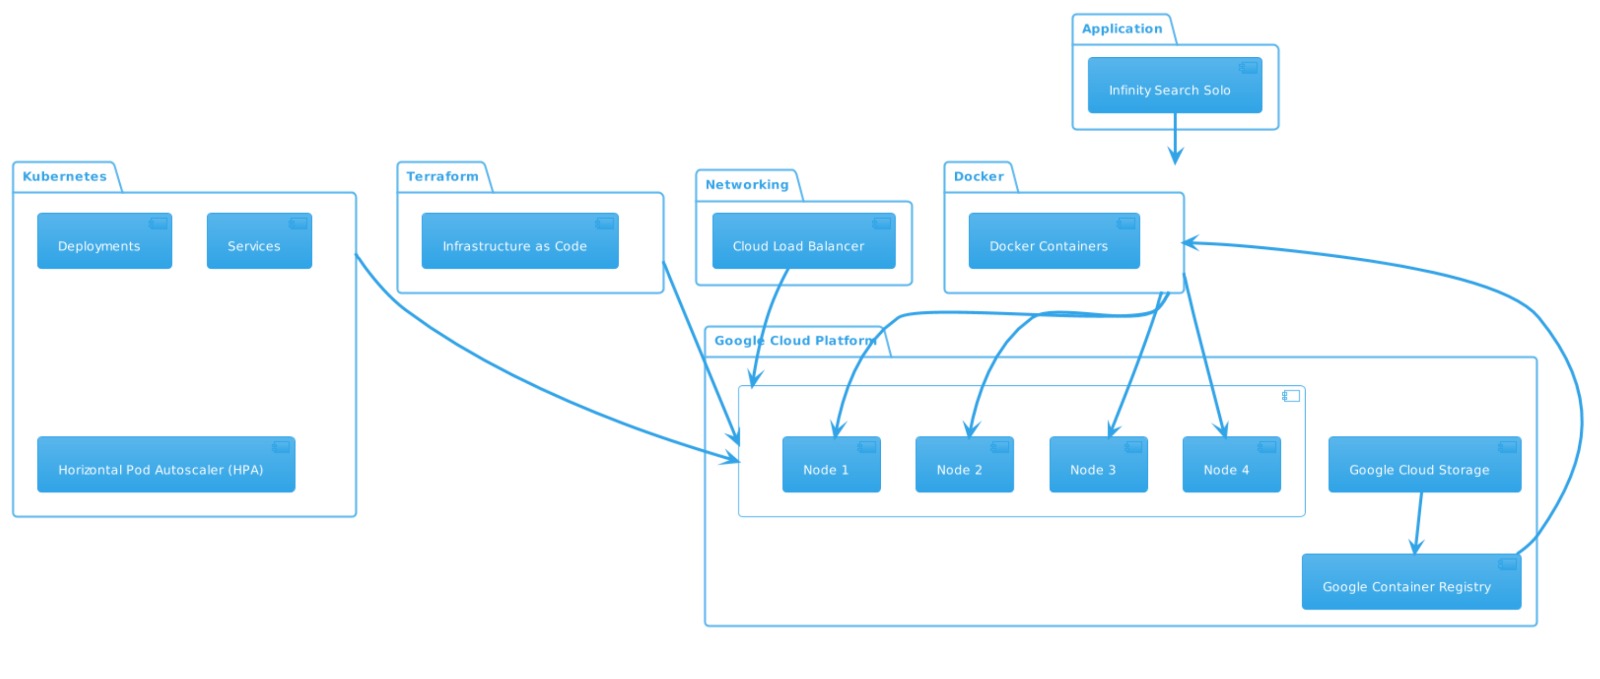 Application
Infinity Search Solo
Kubernetes
Terraform
Networking
Docker
Deployments
Services
Infrastructure as Code
Cloud Load Balancer
Docker Containers
Google Cloud Platform
Horizontal Pod Autoscaler (HPA)
Node 1
Node 2
Node 3
Node 4
Google Cloud Storage
Google Container Registry